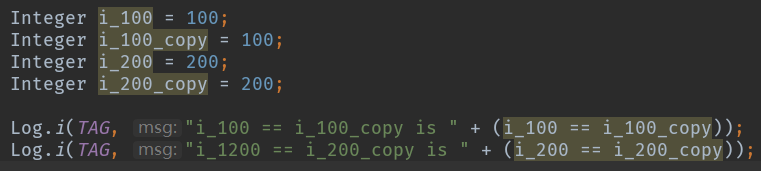 Integer i_100 = 100;
Integer i_100_copy = 100;
Integer i_200 = 200;
Integer i_200_copy = 200;
Log.i(TAG, msg: "i_100 == i_100_copy is " + (i_100 == i_100_copy));
Log.i(TAG, msg: "i_1200 == i_200_copy is " + (i_200 == i_200_copy));